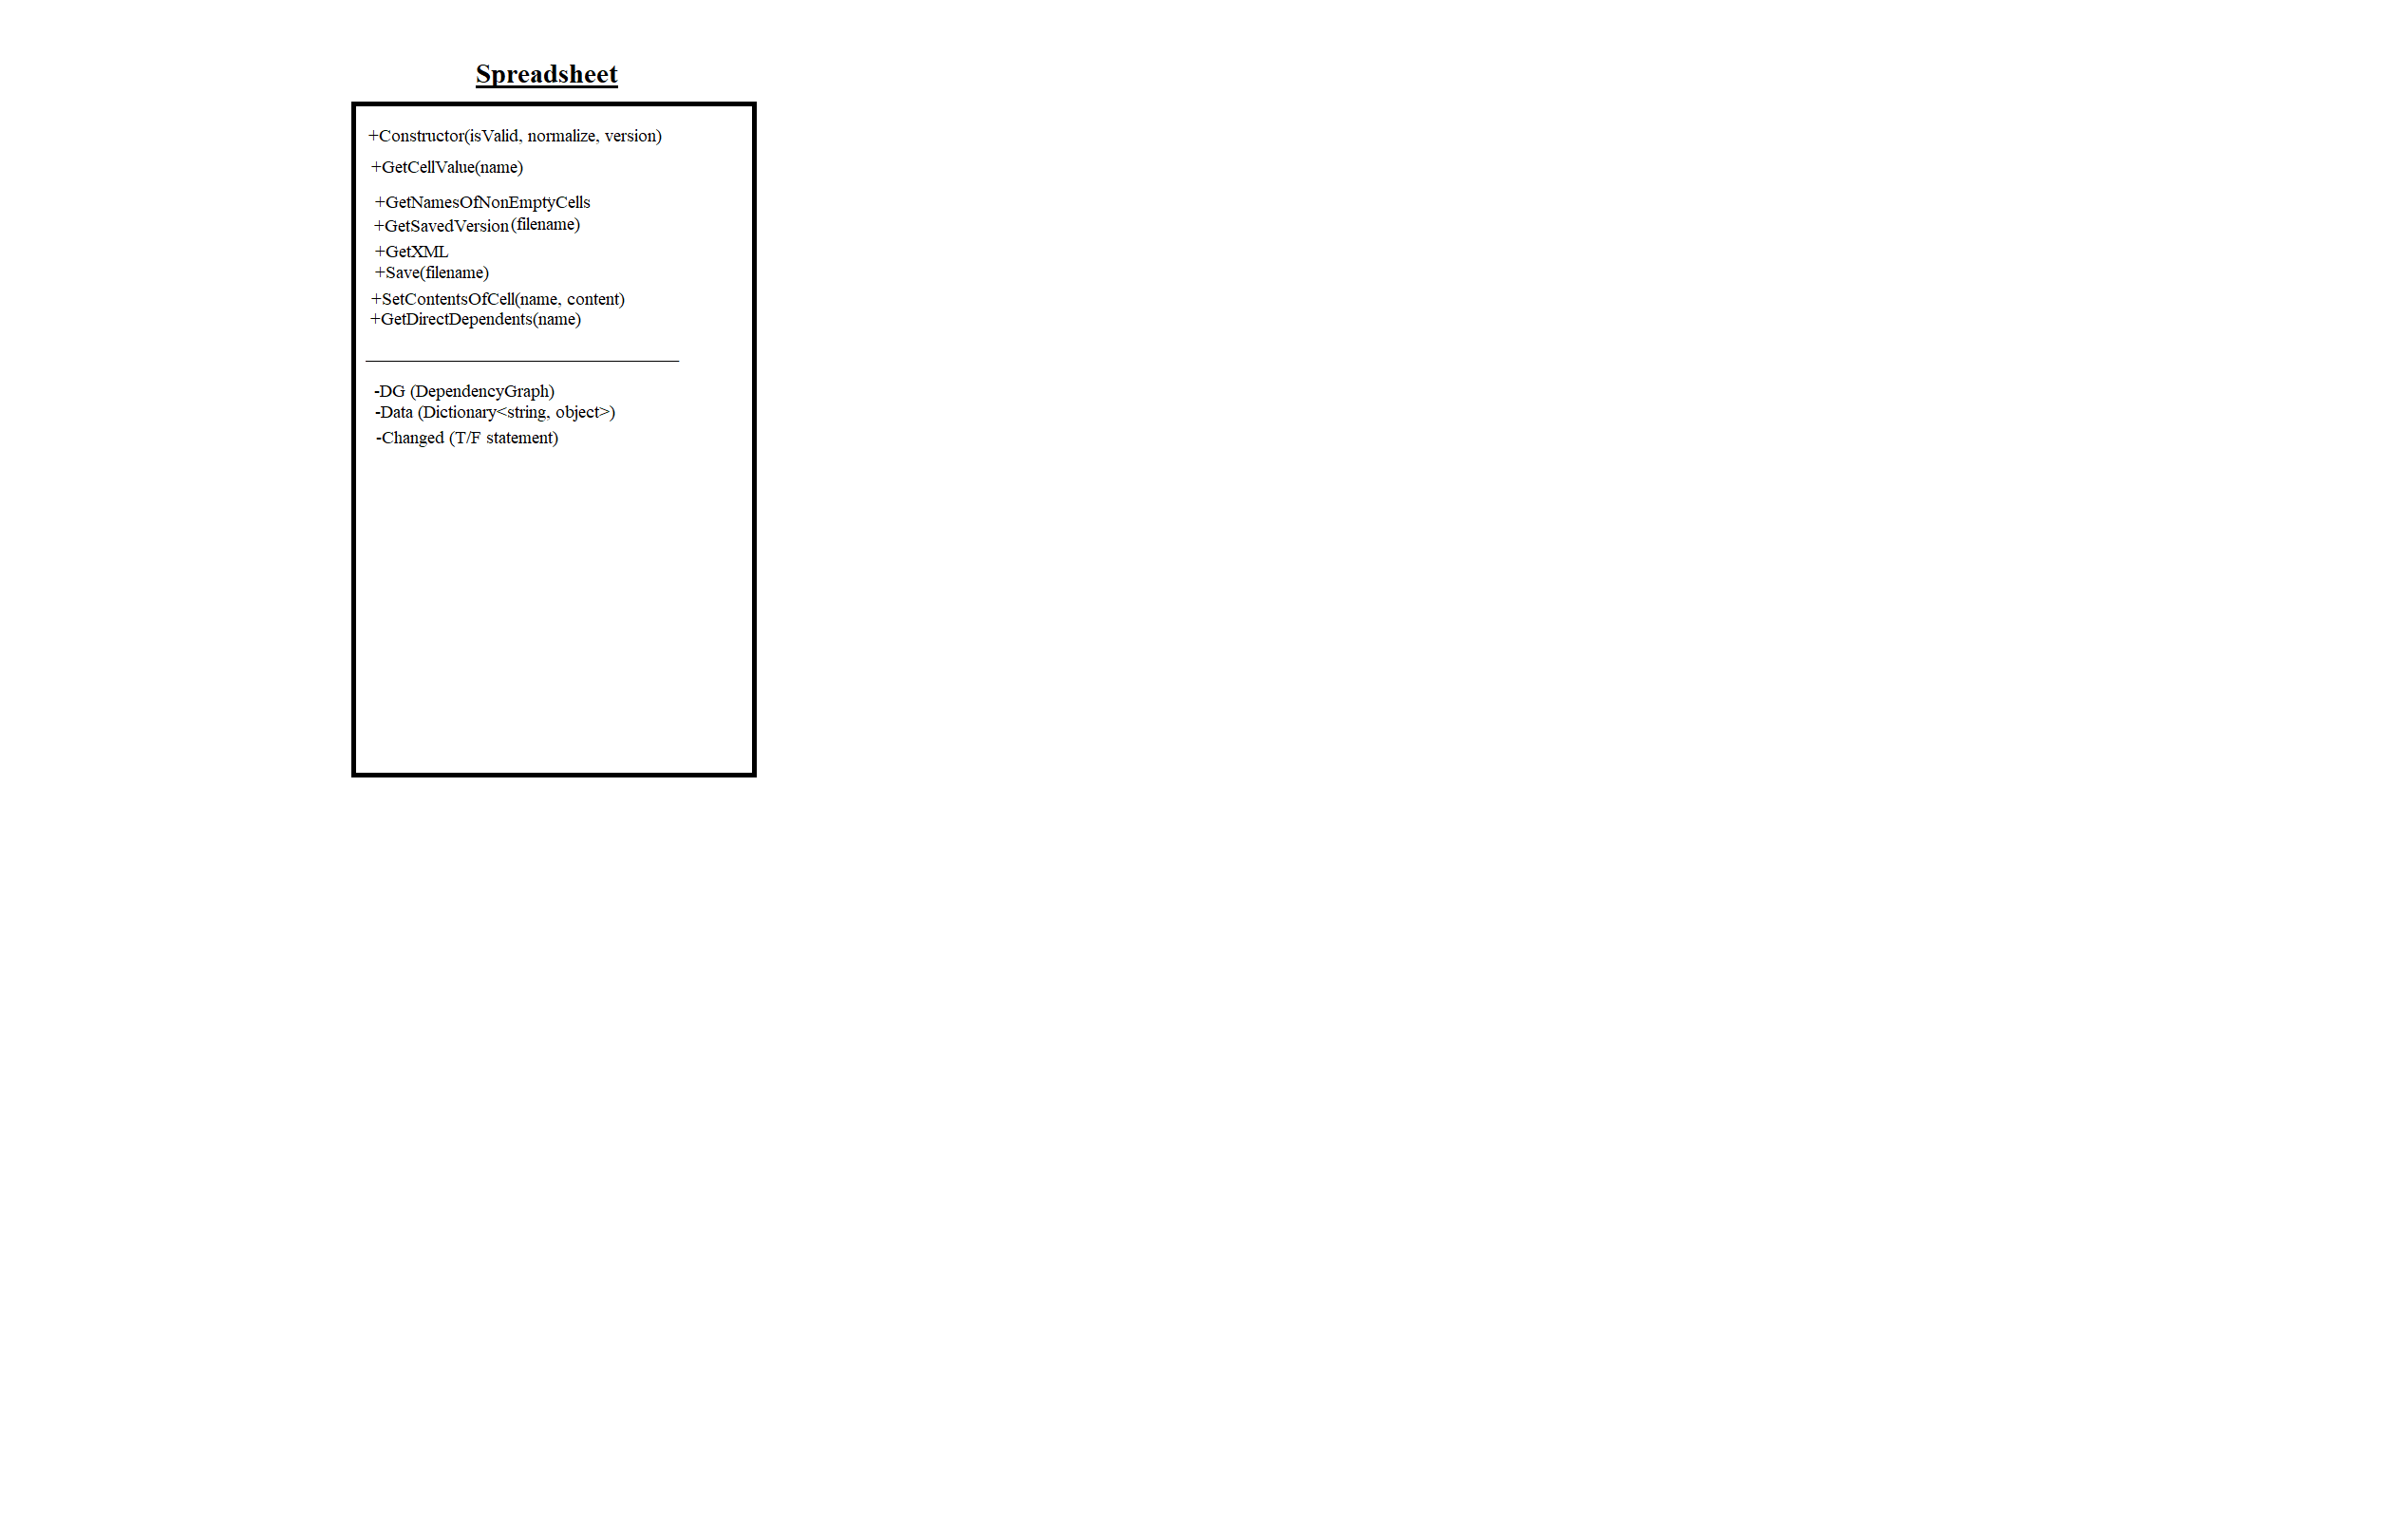 Spreadsheet
+Constructor(isValid, normalize, version)
+GetCellValue(name)
+GetNamesOfNonEmptyCells
+GetSavedVersion(filename)
+GetXML
+Save(filename)
+SetContentsOfCell(name, content)
+GetDirectDependents(name)
-DG (DependencyGraph)
-Data (Dictionary<string, object>)
-Changed (T/F statement)